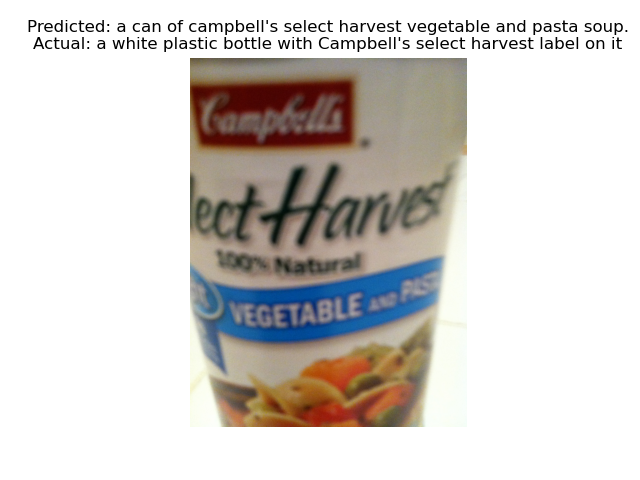 Predicted: a can of campbell's select harvest vegetable and pasta soup.
Actual: a white plastic bottle with Campbell's select harvest label on it
Campbell's
lect Harvest
100% Natural
VEGETABLE AND PASTA